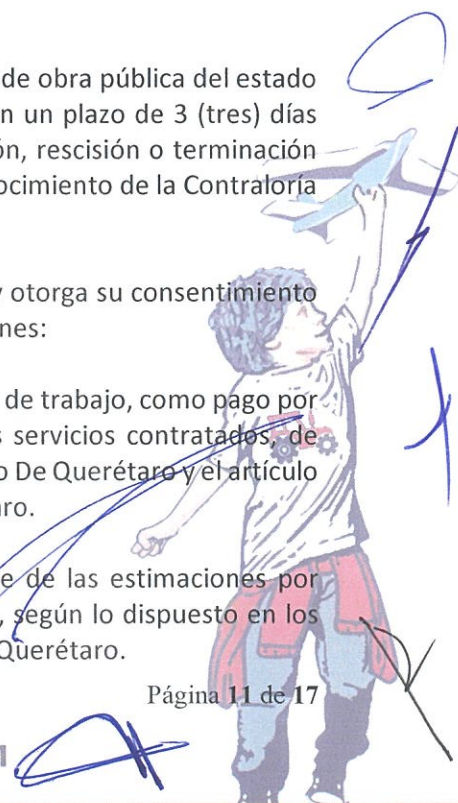 de obra pública del estado
n un plazo de 3 (tres) días
ón, rescisión o terminación
nocimiento de la Contraloría
y otorga su consentimiento
nes:
de trabajo, como pago por
s servicios contratados, de
o De Querétaro y el artículo
ro.
e de las estimaciones por
, según lo dispuesto en los
Querétaro.
Página 11 de 17